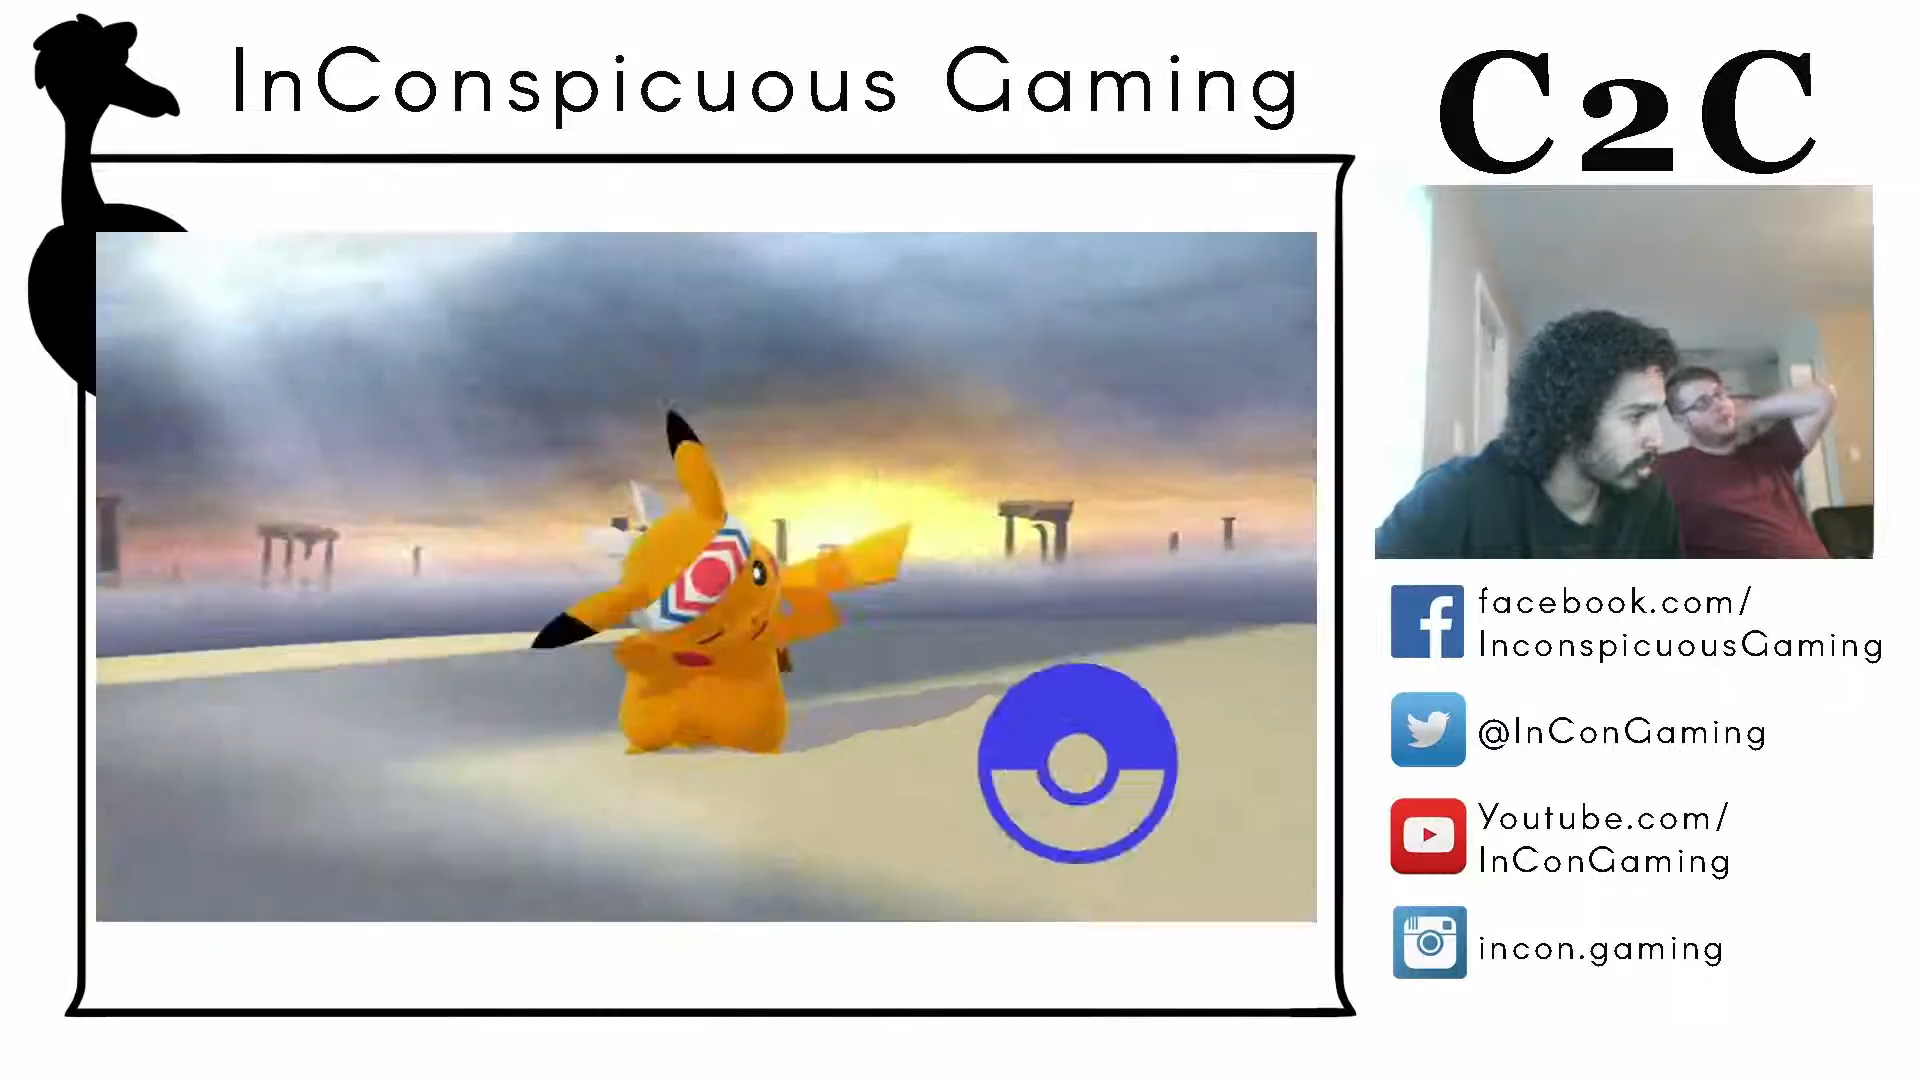 InConspicuous Gaming
C2C
facebook.com/
InconspicuousGaming
@InConGaming
Youtube.com/
InConGaming
incon.gaming